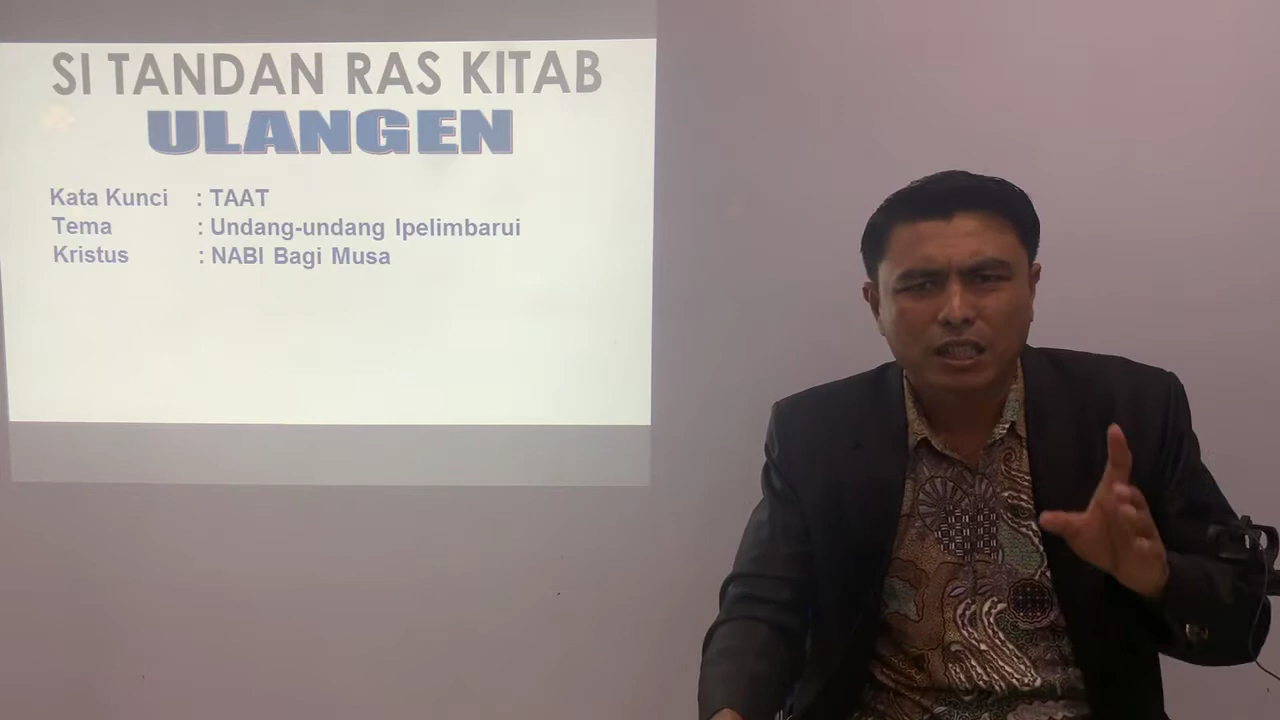 SI TANDAN RAS KITAB
ULANGEN
Kata Kunci : TAAT
Tema : Undang-undang Ipelimbarui
Kristus : NABI Bagi Musa